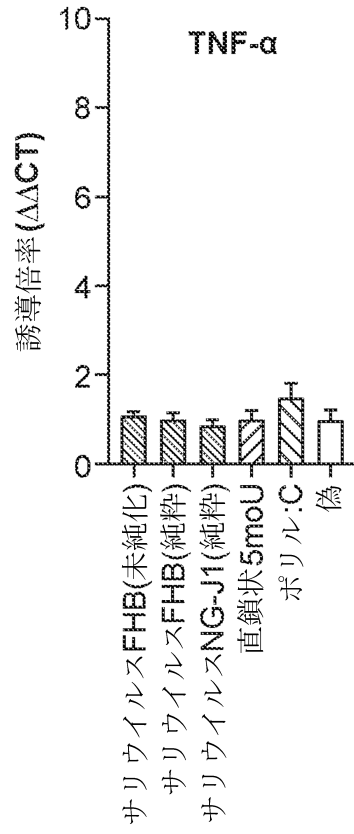 TNF-α
誘導倍率(ΔΔCT)
10
8
6
4
2
0
サリウイルスFHB(未純化)
サリウイルスFHB(純粋)
サリウイルスNG-J1(純粋)
直鎖状5moU
ポリル:C
偽